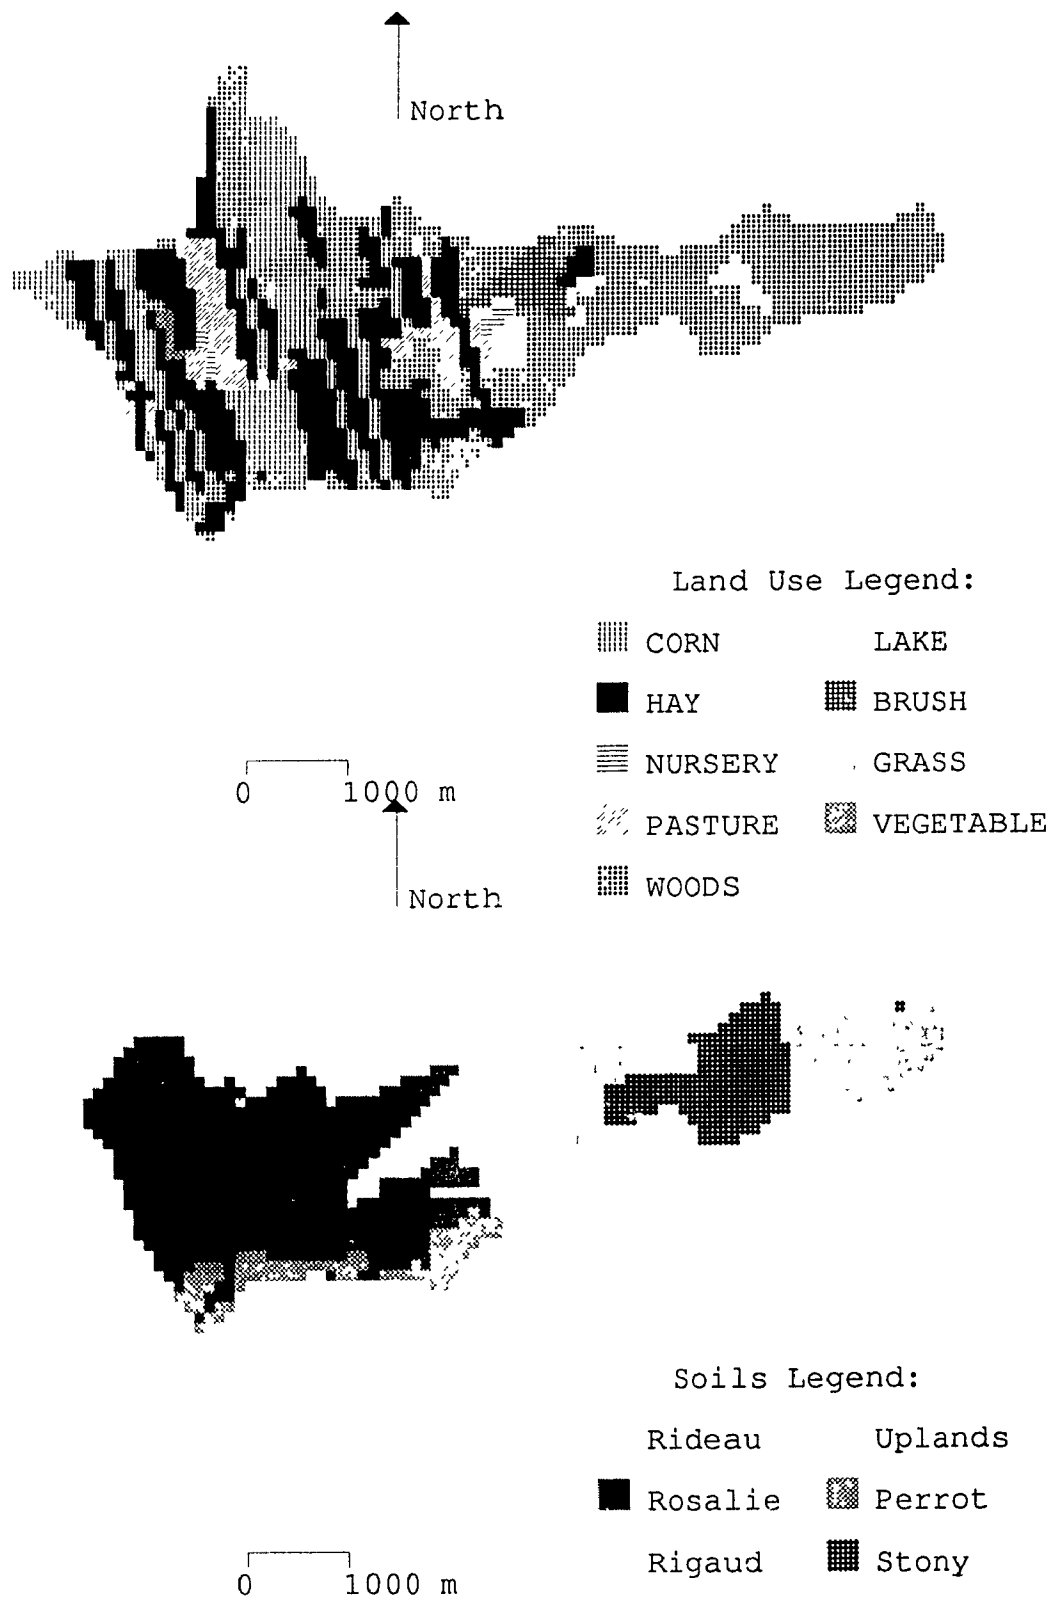 North
Land Use Legend:
CORN LAKE
HAY BRUSH
NURSERY GRASS
PASTURE VEGETABLE
WOODS
0 1000 m
North
Soils Legend:
Rideau Uplands
Rosalie Perrot
Rigaud Stony
0 1000 m